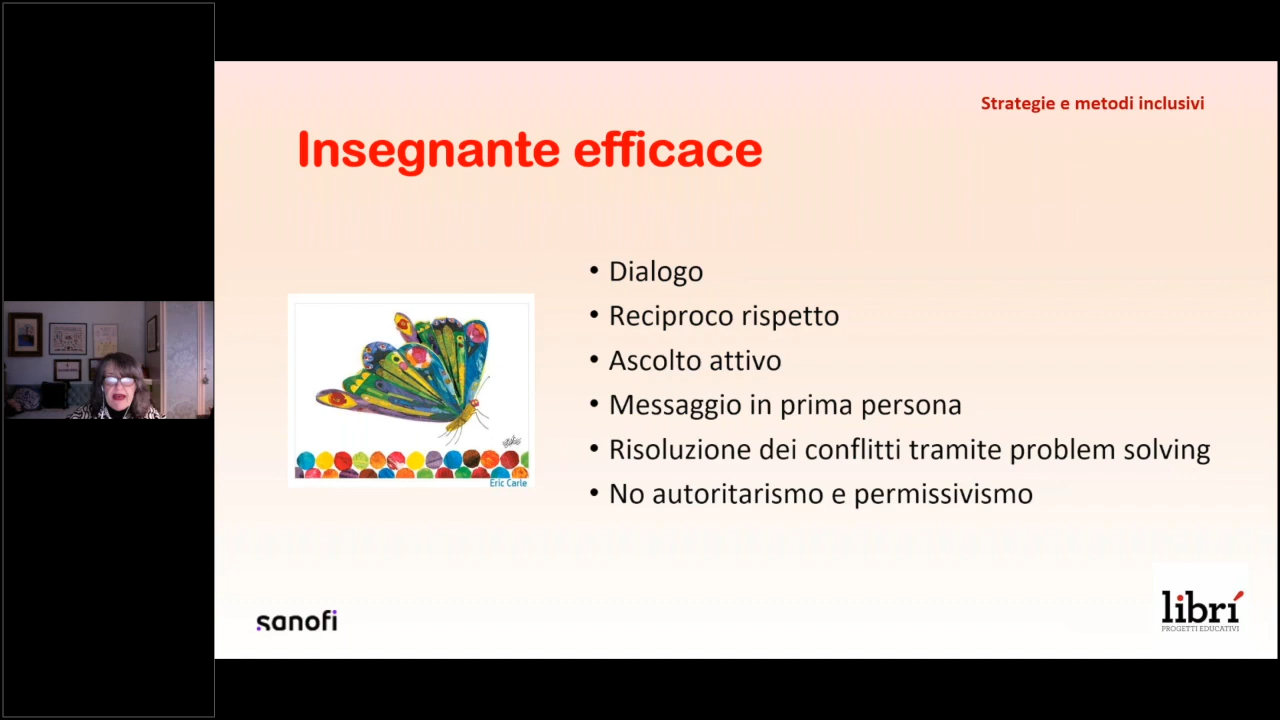 Strategie e metodi inclusivi
Insegnante efficace
• Dialogo
• Reciproco rispetto
• Ascolto attivo
• Messaggio in prima persona
• Risoluzione dei conflitti tramite problem solving
• No autoritarismo e permissivismo
Eric Carle
sanofi
librí
PROGETTI EDUCATIVI